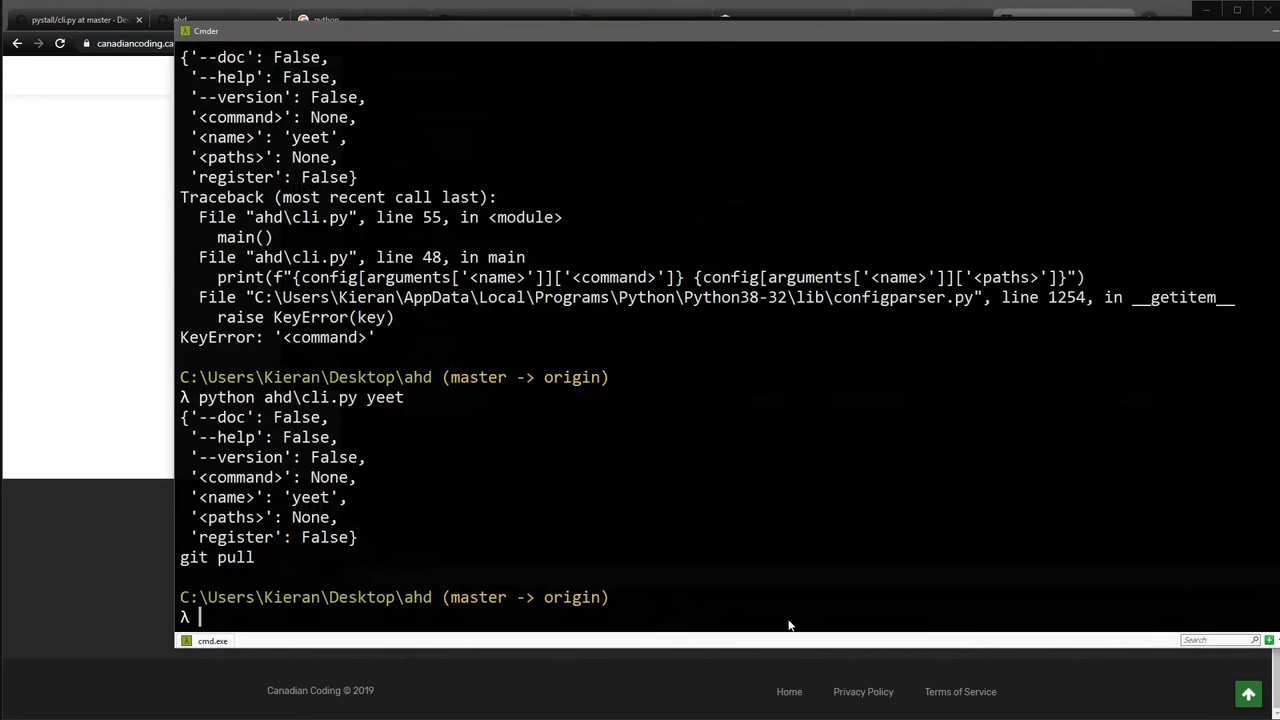 pystall/cli.py at master · De
ahd
python
Cmder
canadiancoding.ca
{'--doc': False,
'--help': False,
'--version': False,
'<command>': None,
'<name>': 'yeet',
'<paths>': None,
'register': False}
Traceback (most recent call last):
File "ahd\cli.py", line 55, in <module>
main()
File "ahd\cli.py", line 48, in main
print(f"{config[arguments['<name>']]['<command>']} {config[arguments['<name>']]['<paths>']}")
File "C:\Users\Kieran\AppData\Local\Programs\Python\Python38-32\lib\configparser.py", line 1254, in __getitem__
raise KeyError(key)
KeyError: '<command>'
C:\Users\Kieran\Desktop\ahd (master -> origin)
λ python ahd\cli.py yeet
{'--doc': False,
'--help': False,
'--version': False,
'<command>': None,
'<name>': 'yeet',
'<paths>': None,
'register': False}
git pull
C:\Users\Kieran\Desktop\ahd (master -> origin)
λ
cmd.exe
Search
Canadian Coding © 2019
Home
Privacy Policy
Terms of Service